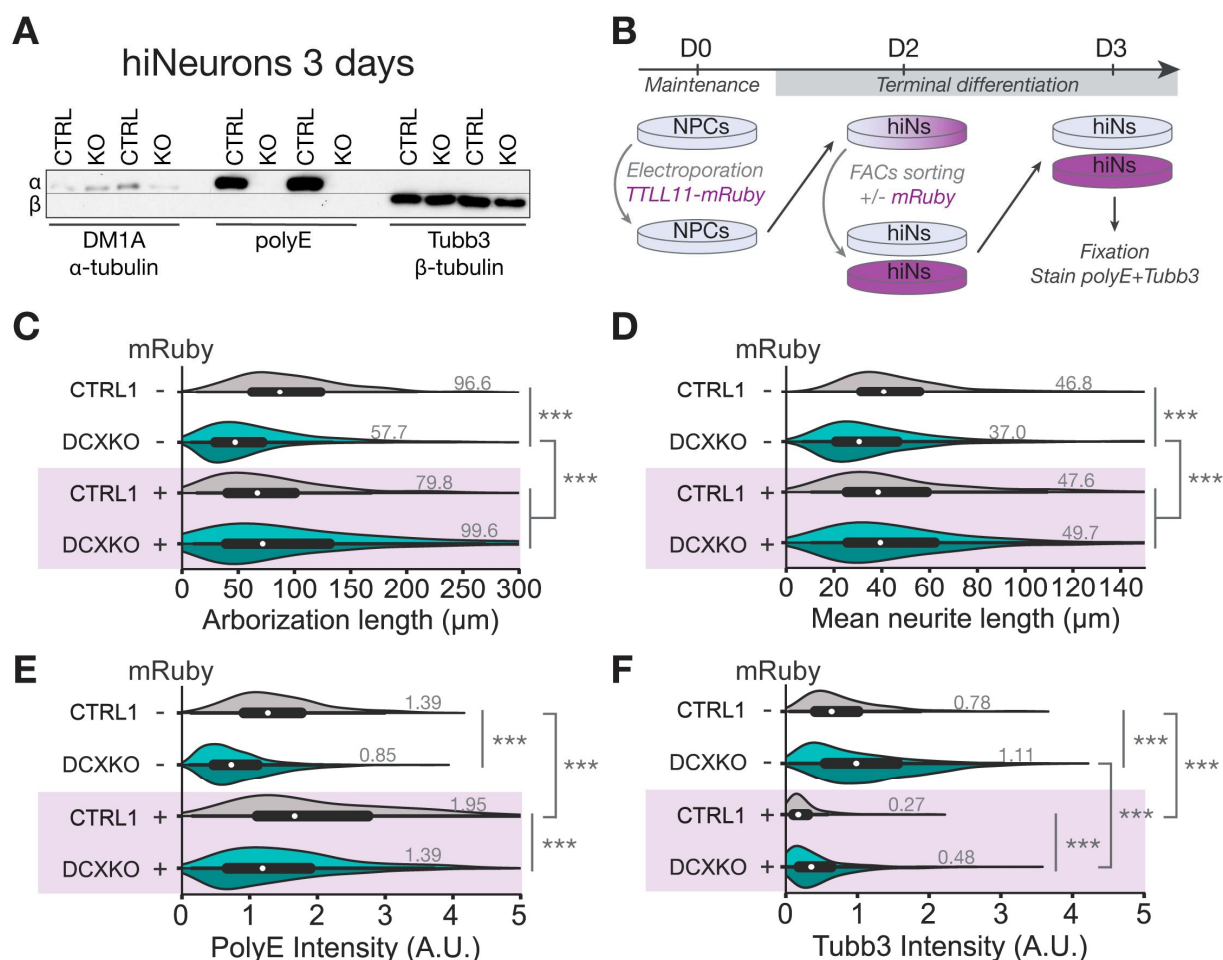 A
hiNeurons 3 days
CTRL
KO
CTRL
KO
CTRL
KO
CTRL
KO
CTRL
KO
CTRL
KO
α
β
DM1A
α-tubulin
polyE
Tubb3
β-tubulin
B
D0
D2
D3
Maintenance
Terminal differentiation
NPCs
hiNs
hiNs
hiNs
Electroporation
TTLL11-mRuby
FACs sorting
+/- mRuby
NPCs
hiNs
hiNs
Fixation
Stain polyE+Tubb3
C
mRuby
CTRL1 - 96.6
DCXKO - 57.7
CTRL1 + 79.8
DCXKO + 99.6
***
***
0 50 100 150 200 250 300
Arborization length (µm)
D
mRuby
CTRL1 - 46.8
DCXKO - 37.0
CTRL1 + 47.6
DCXKO + 49.7
***
***
0 20 40 60 80 100 120 140
Mean neurite length (µm)
E
mRuby
CTRL1 - 1.39
DCXKO - 0.85
CTRL1 + 1.95
DCXKO + 1.39
***
***
***
0 1 2 3 4 5
PolyE Intensity (A.U.)
F
mRuby
CTRL1 - 0.78
DCXKO - 1.11
CTRL1 + 0.27
DCXKO + 0.48
***
***
***
***
0 1 2 3 4 5
Tubb3 Intensity (A.U.)